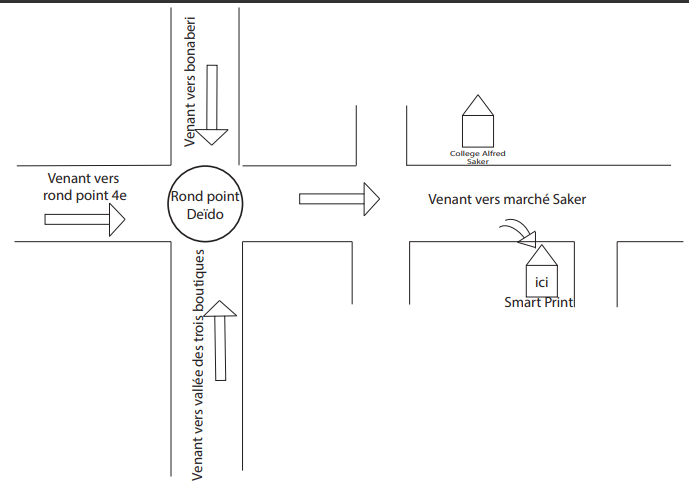 Venant vers bonaberi
College Alfred
Saker
Venant vers
rond point 4e
Rond point
Deïdo
Venant vers marché Saker
ici
Smart Print
Venant vers vallée des trois boutiques